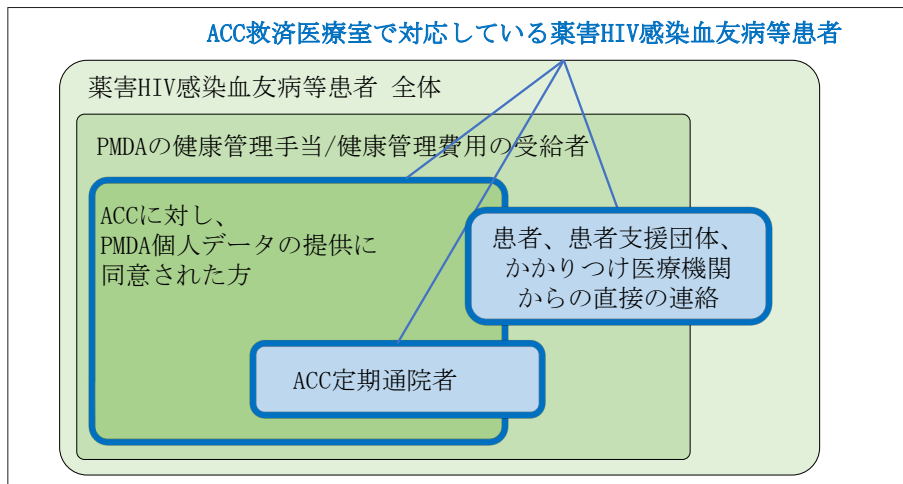 ACC救済医療室で対応している薬害HIV感染血友病等患者
薬害HIV感染血友病等患者 全体
PMDAの健康管理手当/健康管理費用の受給者
ACCに対し、
PMDA個人データの提供に
同意された方
患者、患者支援団体、
かかりつけ医療機関
からの直接の連絡
ACC定期通院者